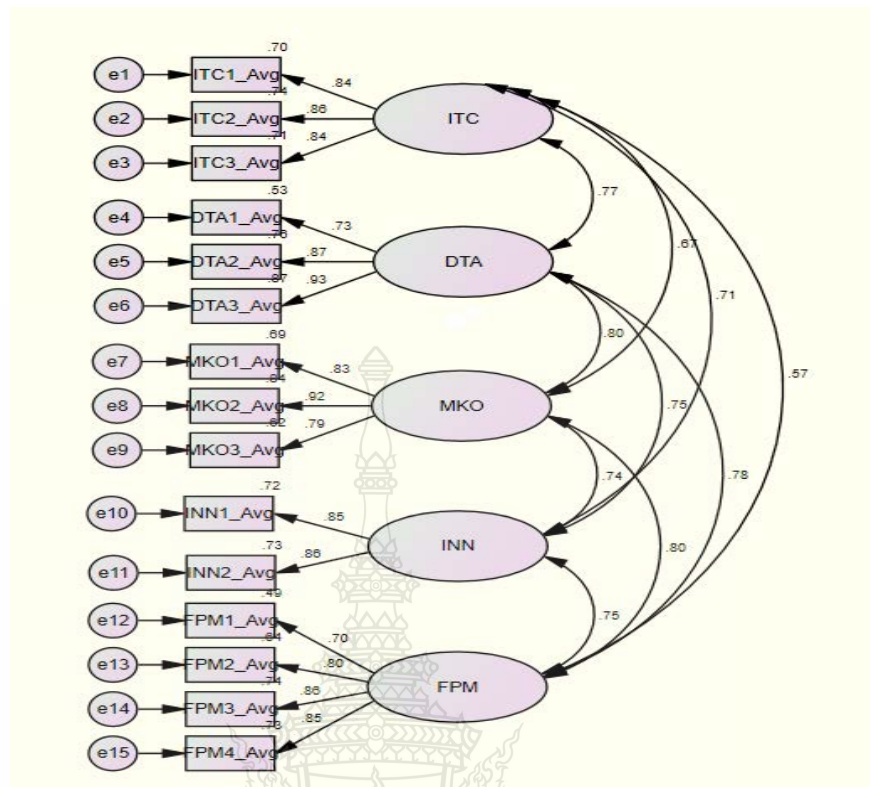 .70
e1 ITC1_Avg .84
.74
e2 ITC2_Avg .86 ITC
.71
e3 ITC3_Avg .84
.77
.53
e4 DTA1_Avg .73
.76
e5 DTA2_Avg .87 DTA
.87
e6 DTA3_Avg .93
.67
.71
.80
.69
e7 MKO1_Avg .83
.57
.84
e8 MKO2_Avg .92 MKO .75
.62
e9 MKO3_Avg .79
.74 .78
.72
e10 INN1_Avg .85
INN .80
.73
e11 INN2_Avg .86
.49
e12 FPM1_Avg .70 .75
.64
e13 FPM2_Avg .80
.74
e14 FPM3_Avg .86 FPM
.73
e15 FPM4_Avg .85